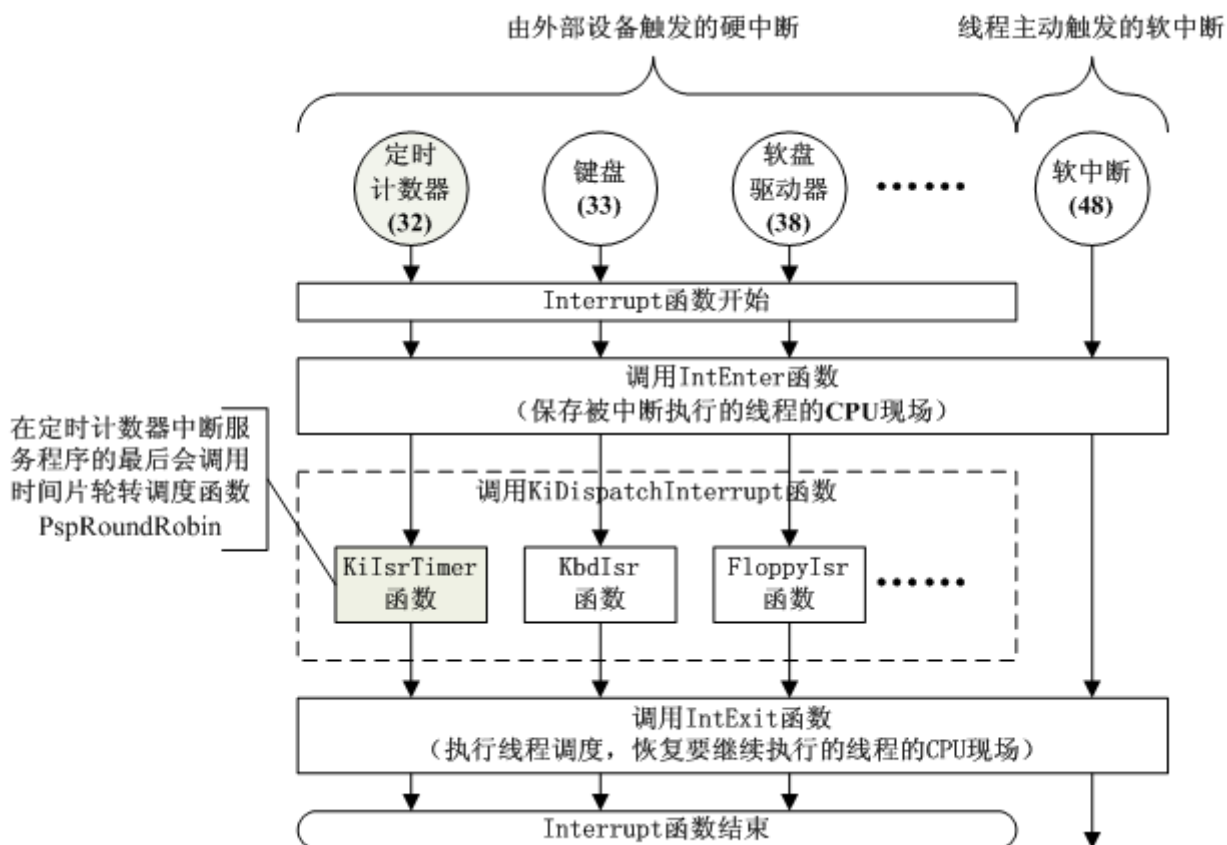 由外部设备触发的硬中断
线程主动触发的软中断
定时
计数器
(32)
键盘
(33)
软盘
驱动器
(38)
……
软中断
(48)
Interrupt函数开始
调用IntEnter函数
（保存被中断执行的线程的CPU现场）
在定时计数器中断服
务程序的最后会调用
时间片轮转调度函数
PspRoundRobin
调用KiDispatchInterrupt函数
KiIsrTimer
函数
KbdIsr
函数
FloppyIsr
函数
……
调用IntExit函数
（执行线程调度，恢复要继续执行的线程的CPU现场）
Interrupt函数结束